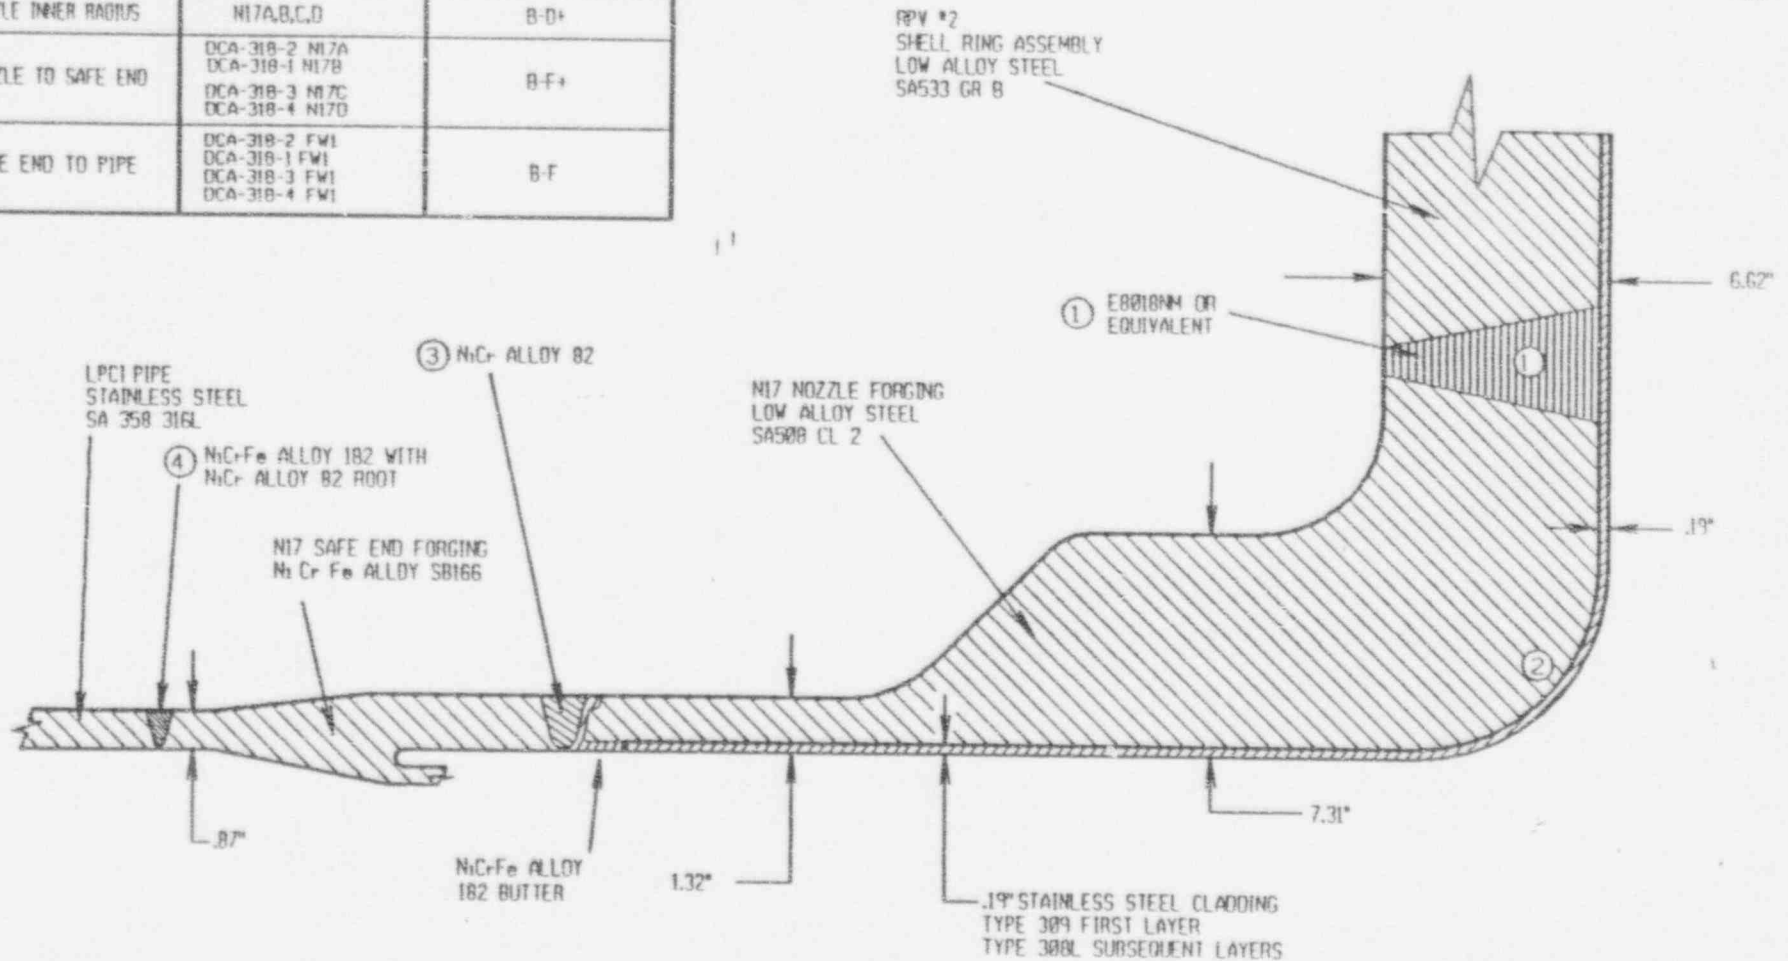 LE INNER RADIUS
N17A,B,C,D
B-D+
LE TO SAFE END
DCA-318-2 N17A
DCA-318-1 N17B
DCA-318-3 N17C
DCA-318-4 N17D
B-F+
E END TO PIPE
DCA-318-2 FW1
DCA-318-1 FW1
DCA-318-3 FW1
DCA-318-4 FW1
B-F
RPV #2
SHELL RING ASSEMBLY
LOW ALLOY STEEL
SA533 GR B
6.62"
1 E8018NM OR
EQUIVALENT
1
3 NiCr ALLOY 82
LPCI PIPE
STAINLESS STEEL
SA 358 316L
N17 NOZZLE FORGING
LOW ALLOY STEEL
SA508 CL 2
4 NiCrFe ALLOY 182 WITH
NiCr ALLOY 82 ROOT
.19"
N17 SAFE END FORGING
Ni Cr Fe ALLOY SB166
2
.87"
7.31"
NiCrFe ALLOY
182 BUTTER
1.32"
.19" STAINLESS STEEL CLADDING
TYPE 309 FIRST LAYER
TYPE 308L SUBSEQUENT LAYERS